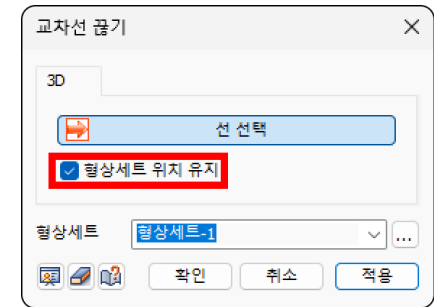 교차선 끊기
3D
선 선택
형상세트 위치 유지
형상세트
형상세트-1
...
확인
취소
적용